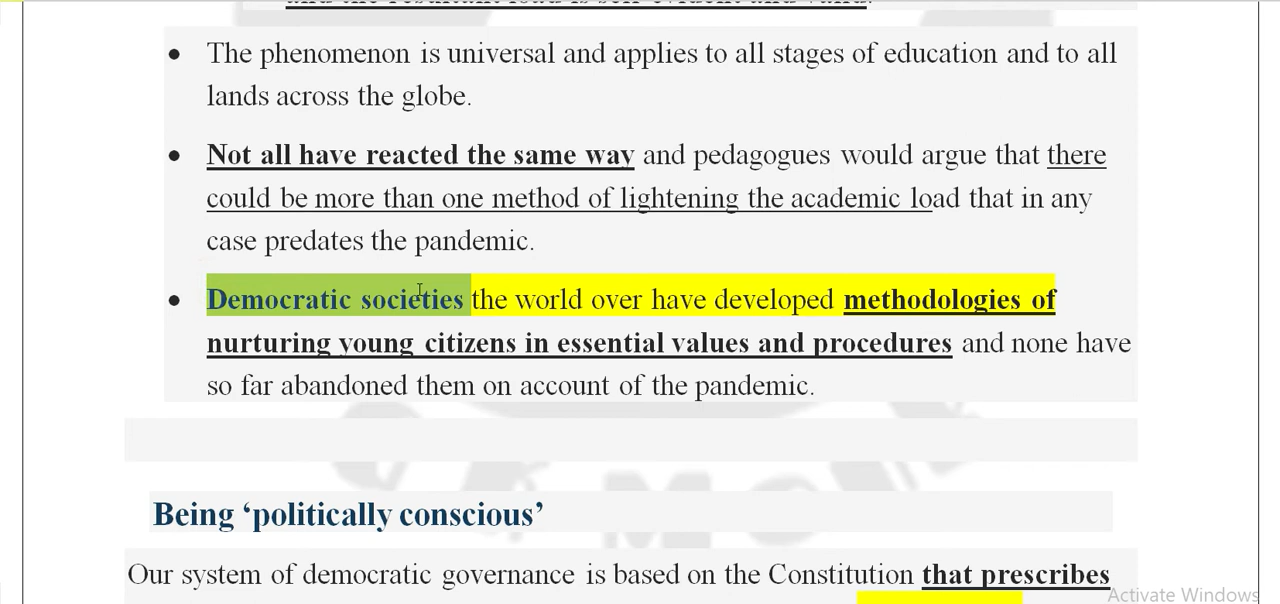 The phenomenon is universal and applies to all stages of education and to all
lands across the globe.
Not all have reacted the same way and pedagogues would argue that there
could be more than one method of lightening the academic load that in any
case predates the pandemic.
Democratic societies the world over have developed methodologies of
nurturing young citizens in essential values and procedures and none have
so far abandoned them on account of the pandemic.
Being ‘politically conscious’
Our system of democratic governance is based on the Constitution that prescribes
Activate Windows